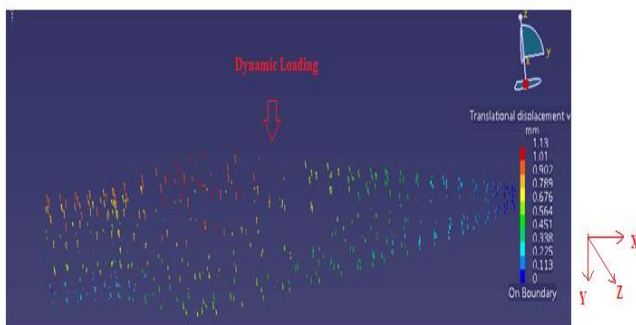 Dynamic Loading
z
y
x
Translational displacement v
mm
1.13
1.01
0.902
0.789
0.676
0.564
0.451
0.338
0.225
0.113
0
On Boundary
X
Y
Z